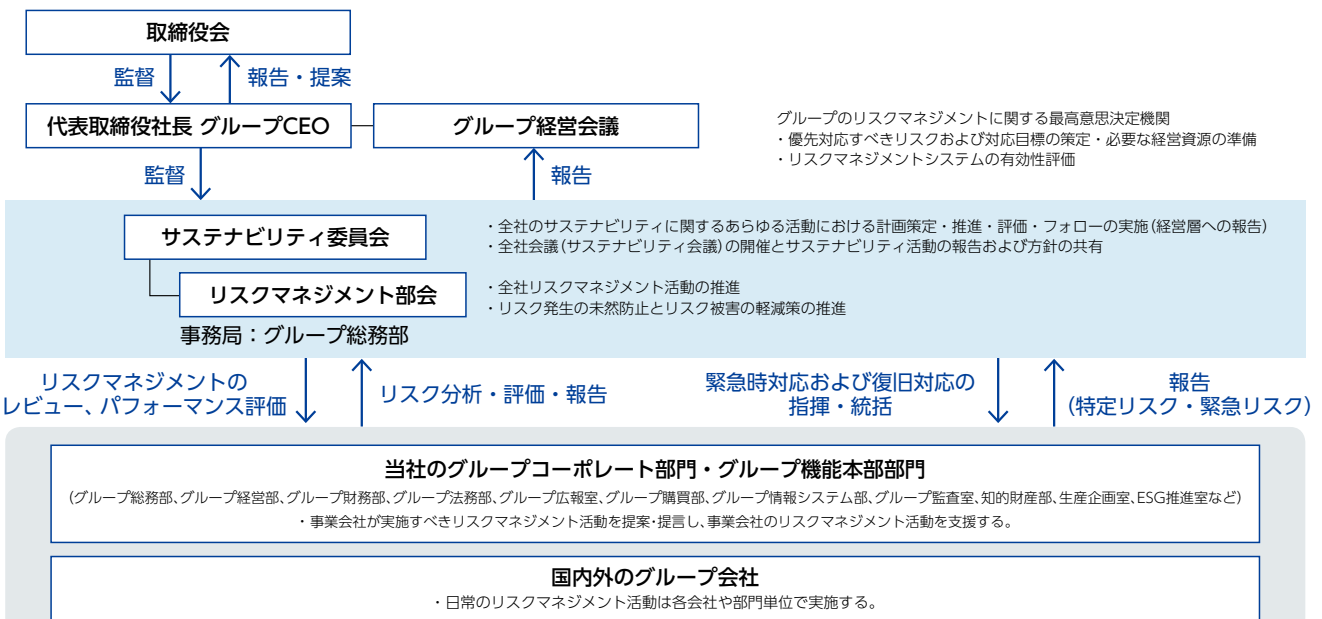 取締役会
監督
報告・提案
代表取締役社長 グループCEO
グループ経営会議
グループのリスクマネジメントに関する最高意思決定機関
・優先対応すべきリスクおよび対応目標の策定・必要な経営資源の準備
・リスクマネジメントシステムの有効性評価
監督
報告
サステナビリティ委員会
・全社のサステナビリティに関するあらゆる活動における計画策定・推進・評価・フォローの実施(経営層への報告)
・全社会議(サステナビリティ会議)の開催とサステナビリティ活動の報告および方針の共有
リスクマネジメント部会
・全社リスクマネジメント活動の推進
・リスク発生の未然防止とリスク被害の軽減策の推進
事務局：グループ総務部
リスクマネジメントの
レビュー、パフォーマンス評価
リスク分析・評価・報告
緊急時対応および復旧対応の
指揮・統括
報告
(特定リスク・緊急リスク)
当社のグループコーポレート部門・グループ機能本部部門
(グループ総務部、グループ経営部、グループ財務部、グループ法務部、グループ広報室、グループ購買部、グループ情報システム部、グループ監査室、知的財産部、生産企画室、ESG推進室など)
・事業会社が実施すべきリスクマネジメント活動を提案・提言し、事業会社のリスクマネジメント活動を支援する。
国内外のグループ会社
・日常のリスクマネジメント活動は各会社や部門単位で実施する。